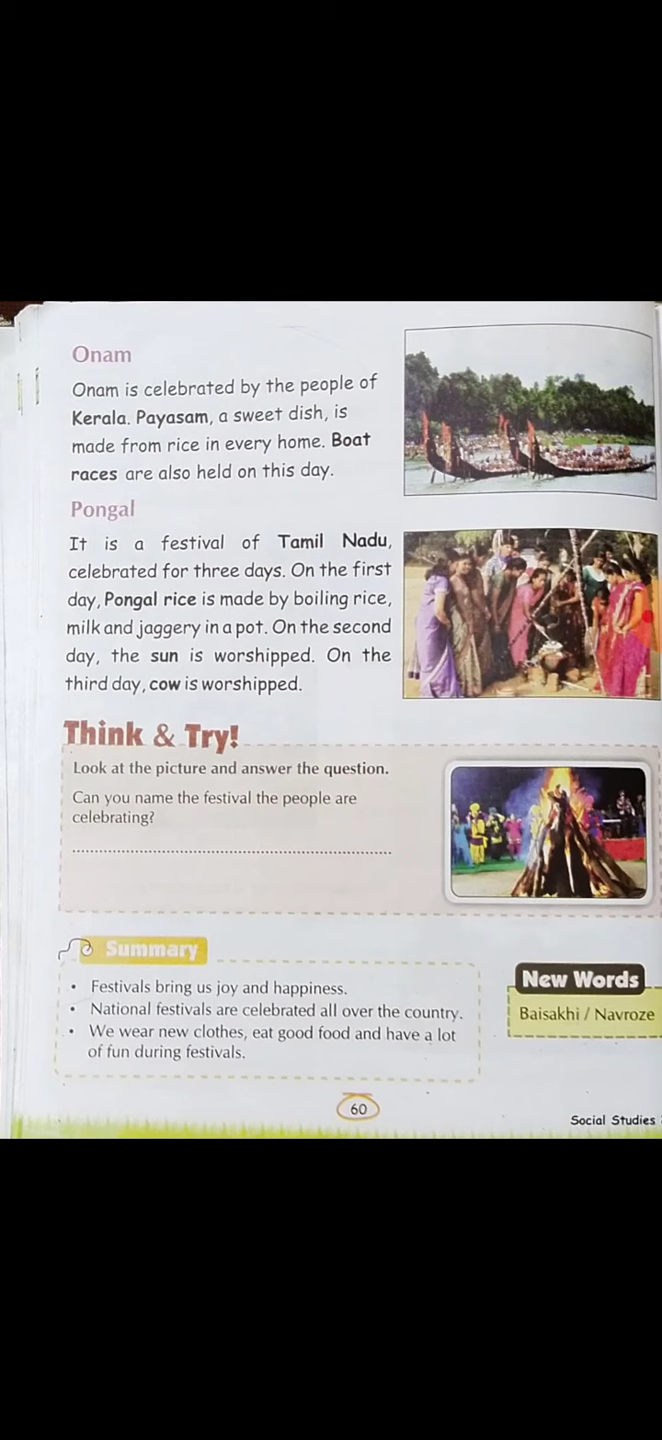 Onam
Onam is celebrated by the people of
Kerala. Payasam, a sweet dish, is
made from rice in every home. Boat
races are also held on this day.
Pongal
It is a festival of Tamil Nadu,
celebrated for three days. On the first
day, Pongal rice is made by boiling rice,
milk and jaggery in a pot. On the second
day, the sun is worshipped. On the
third day, cow is worshipped.
Think & Try!
Look at the picture and answer the question.
Can you name the festival the people are
celebrating?
Summary
• Festivals bring us joy and happiness.
• National festivals are celebrated all over the country.
• We wear new clothes, eat good food and have a lot
of fun during festivals.
New Words
Baisakhi / Navroze
60
Social Studies